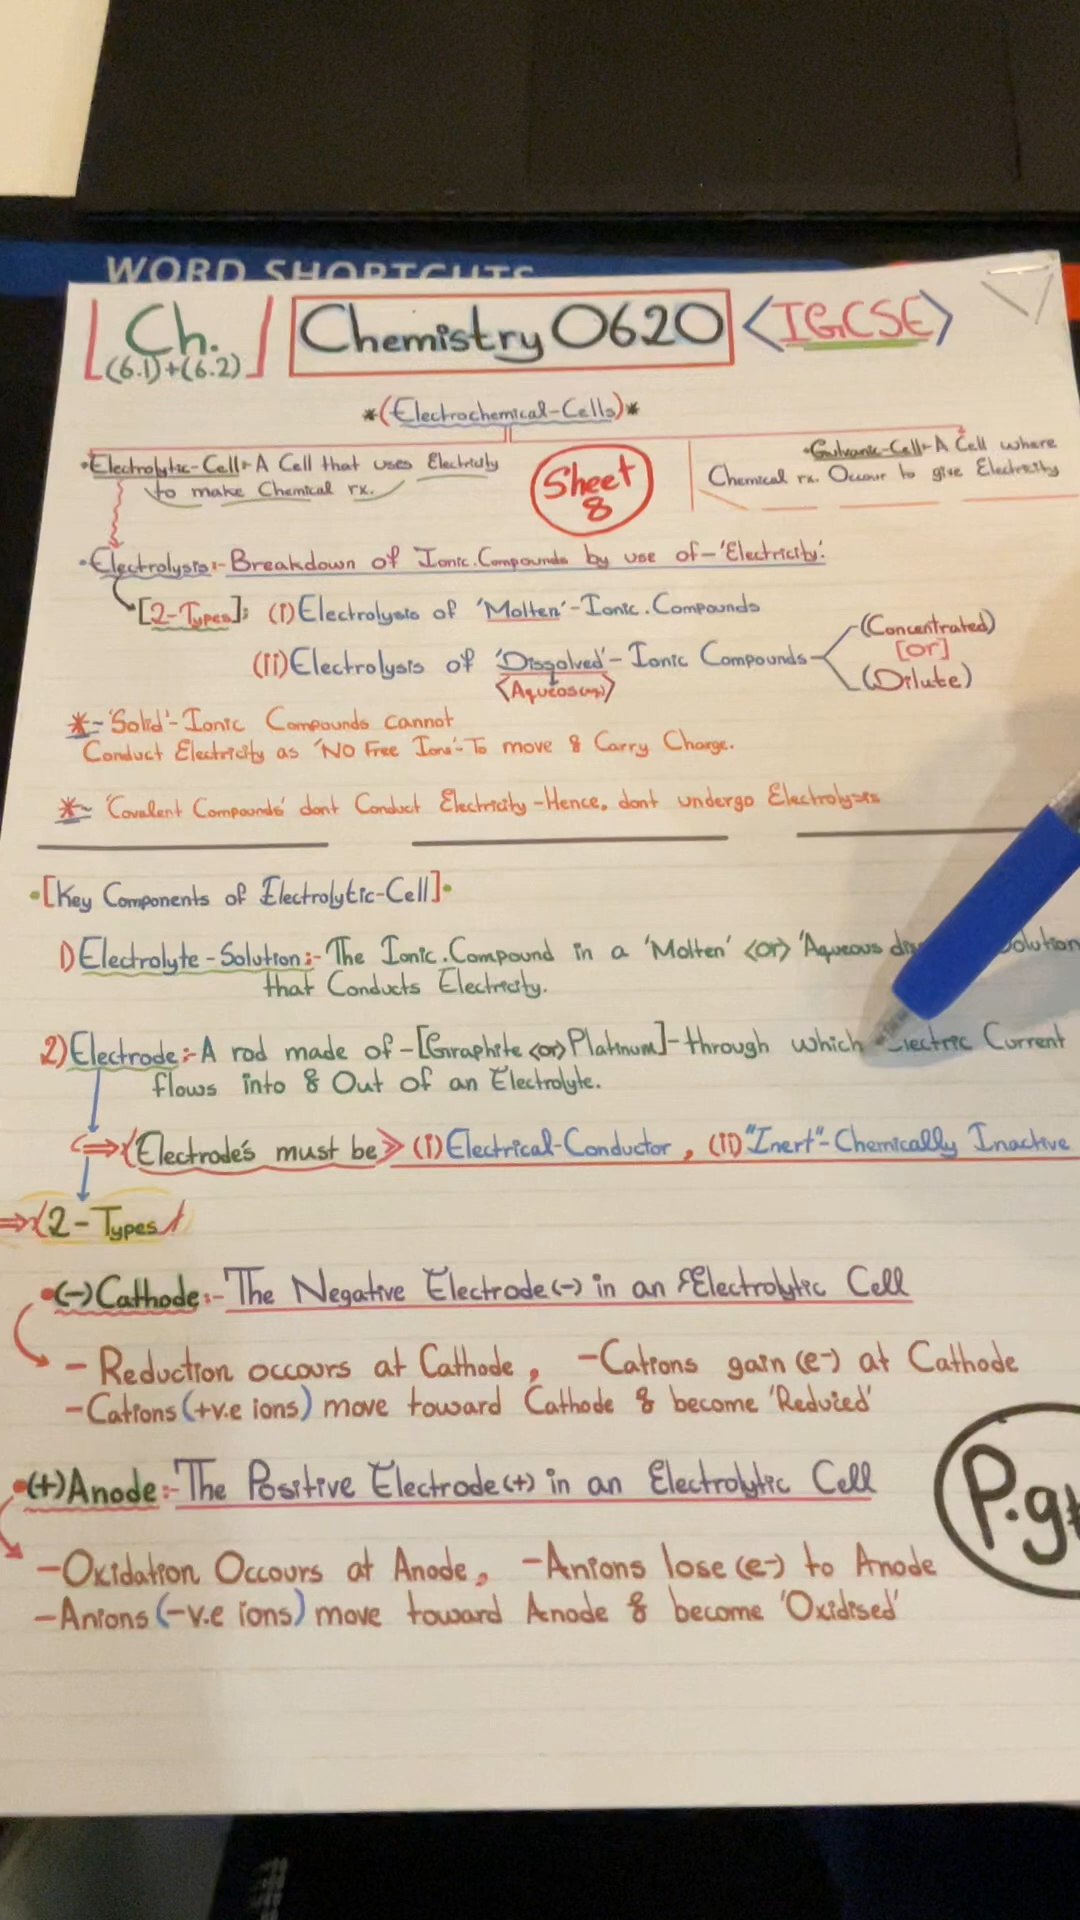 WORD SHORTCUTS
Ch.
(6.1)+(6.2)
Chemistry 0620
<IGCSE>
*(Electrochemical-Cells)*
•Electrolytic-Cell:-A Cell that uses Electricity
to make Chemical rx.
Sheet
8
•Galvanic-Cell:-A Cell where
Chemical rx. Occour to give Electricity
•Electrolysis:-Breakdown of Ionic.Compounds by use of-'Electricity'.
[2-Types]: (i)Electrolysis of 'Molten'-Ionic.Compounds
(ii)Electrolysis of 'Dissolved'-Ionic Compounds
<Aqueos(aq)>
(Concentrated)
[or]
(Dilute)
*~'Solid'-Ionic Compounds cannot
Conduct Electricity as 'NO Free Ions'-To move & Carry Charge.
*~ 'Covalent Compounds' dont Conduct Electricity-Hence, dont undergo Electrolysis
•[Key Components of Electrolytic-Cell]•
1)Electrolyte-Solution:-The Ionic.Compound in a 'Molten' <or> 'Aqueous Solution
that Conducts Electricity.
2)Electrode:-A rod made of-[Graphite <or> Platinum]-through which Electric Current
flows into & Out of an Electrolyte.
⇒(Electrode's must be≫ (i)Electrical-Conductor, (ii)"Inert"-Chemically Inactive
⇒(2-Types)
•(-)Cathode:-The Negative Electrode(-) in an Electrolytic Cell
-Reduction occours at Cathode, -Cations gain (e-) at Cathode
-Cations(+v.e ions) move toward Cathode & become 'Reduced'
•(+)Anode:-The Positive Electrode(+) in an Electrolytic Cell
P.g
-Oxidation Occours at Anode, -Anions lose (e-) to Anode
-Anions(-v.e ions) move toward Anode & become 'Oxidised'